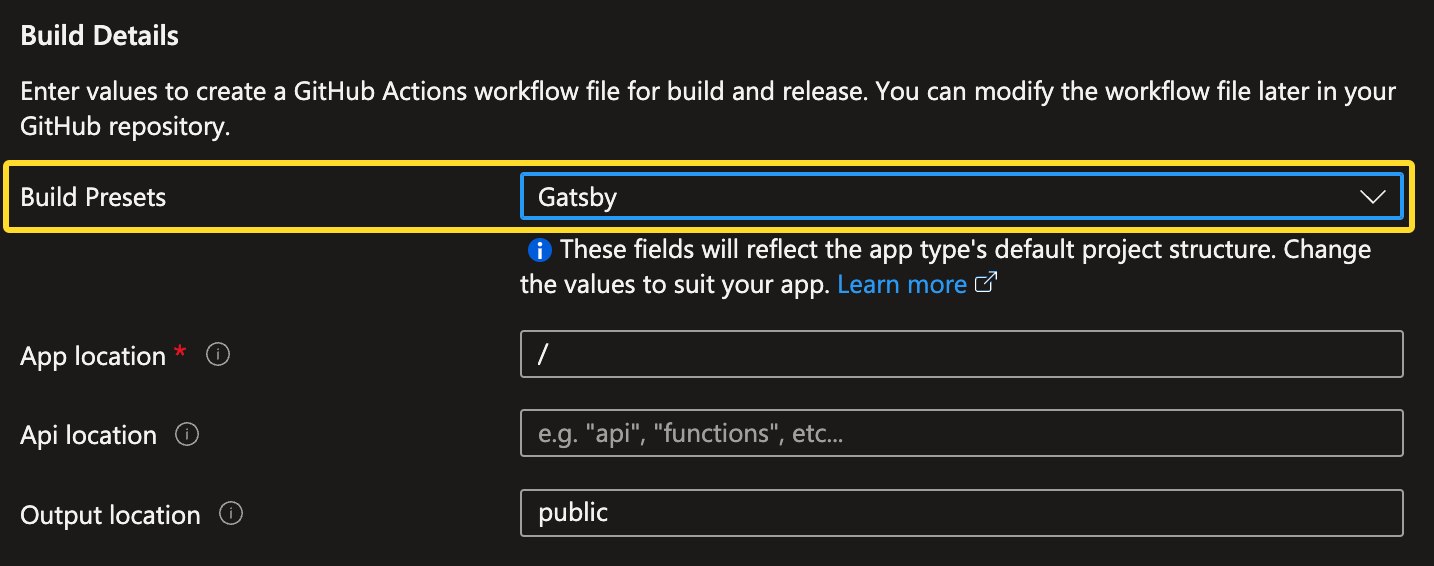 Build Details
Enter values to create a GitHub Actions workflow file for build and release. You can modify the workflow file later in your
GitHub repository.
Build Presets
Gatsby
These fields will reflect the app type's default project structure. Change
the values to suit your app. Learn more
App location *
/
Api location
e.g. "api", "functions", etc...
Output location
public